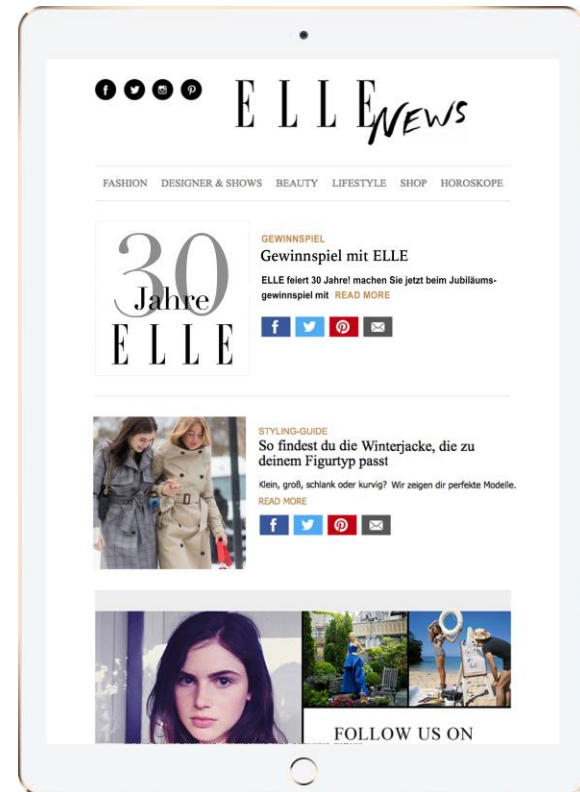 ELLE NEWS
FASHION DESIGNER & SHOWS BEAUTY LIFESTYLE SHOP HOROSKOPE
30
Jahre
ELLE
GEWINNSPIEL
Gewinnspiel mit ELLE
ELLE feiert 30 Jahre! machen Sie jetzt beim Jubiläums-
gewinnspiel mit READ MORE
STYLING-GUIDE
So findest du die Winterjacke, die zu
deinem Figurtyp passt
Klein, groß, schlank oder kurvig? Wir zeigen dir perfekte Modelle.
READ MORE
FOLLOW US ON